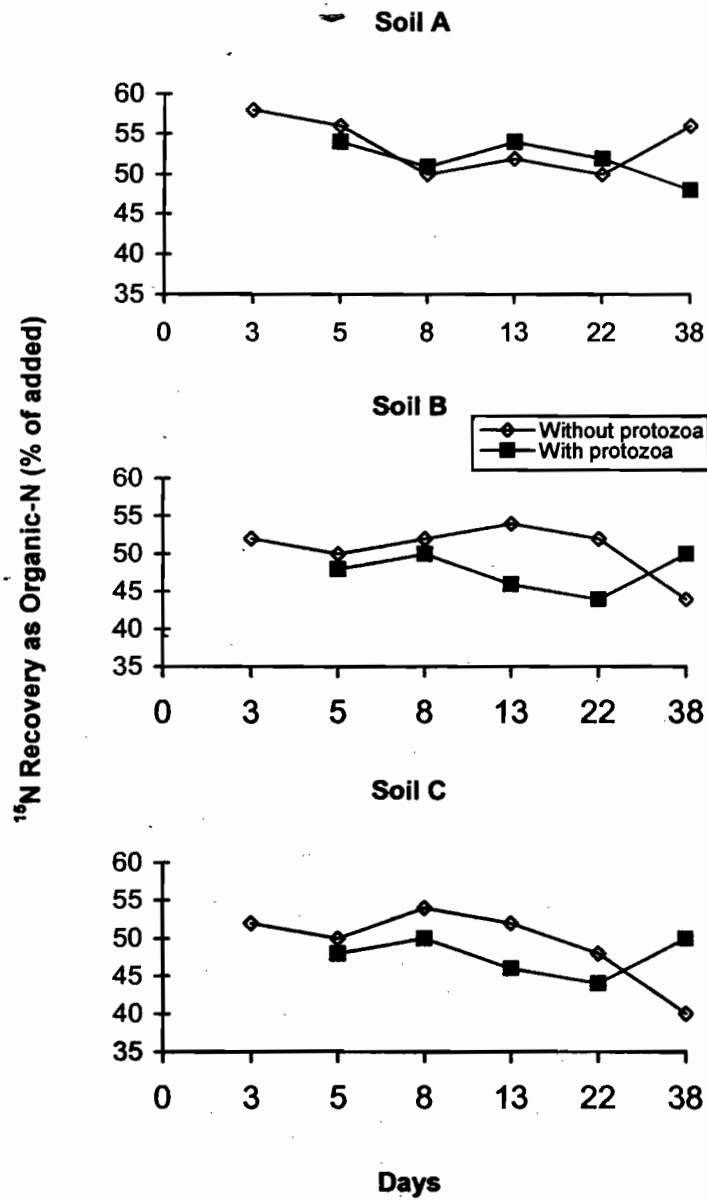 Soil A
60
55
50
45
40
35
0 3 5 8 13 22 38
Soil B
Without protozoa
With protozoa
60
55
50
45
40
35
0 3 5 8 13 22 38
¹⁵N Recovery as Organic-N (% of added)
Soil C
60
55
50
45
40
35
0 3 5 8 13 22 38
Days